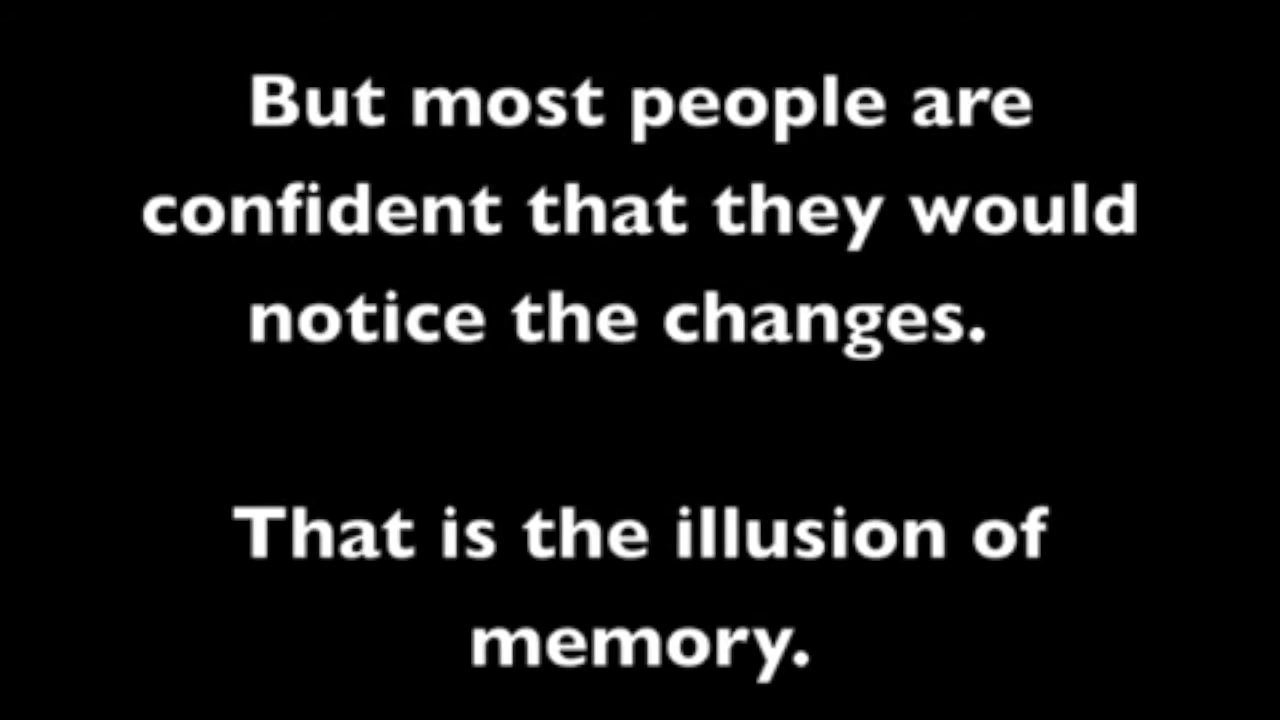 But most people are
confident that they would
notice the changes.
That is the illusion of
memory.